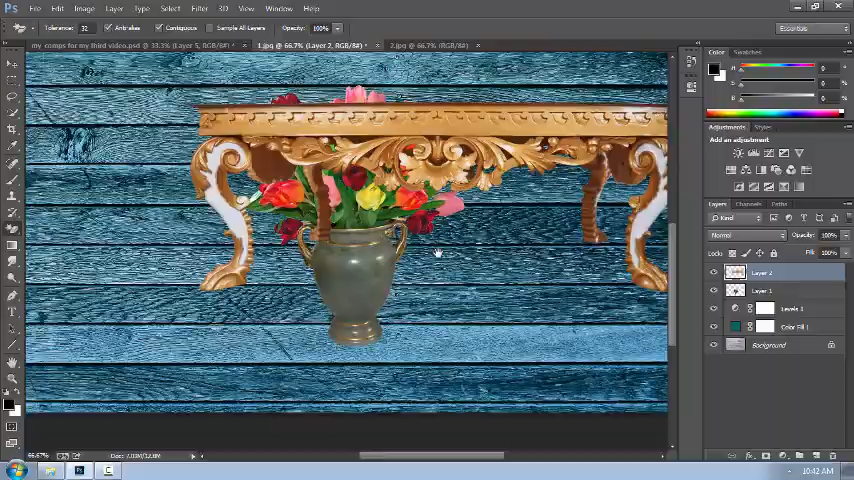 Ps File Edit Image Layer Type Select Filter 3D View Window Help
Tolerance: 32 Anti-alias Contiguous Sample All Layers Opacity: 100% Essentials
my comps for my third video.psd @ 33.3% (Layer 5, RGB/8#) * × 1.jpg @ 66.7% (Layer 2, RGB/8#) * × 2.jpg @ 66.7% (RGB/8#) ×
Color Swatches
H 0
S 0 %
B 0 %
Adjustments Styles
Add an adjustment
Layers Channels Paths
Kind
Normal Opacity: 100%
Lock: Fill: 100%
Layer 2
Layer 1
Levels 1
Color Fill 1
Background
66.67%
10:42 AM